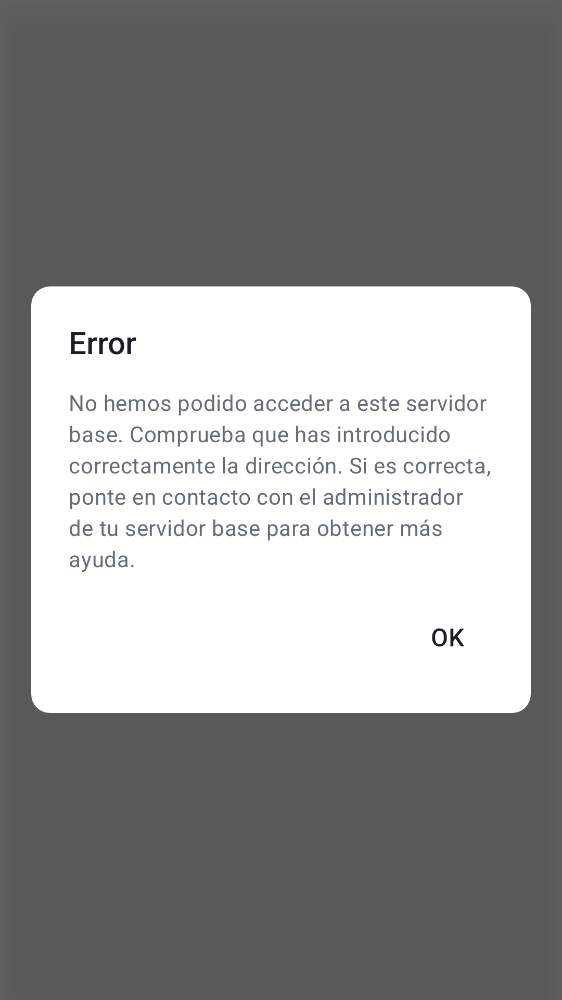 Error
No hemos podido acceder a este servidor
base. Comprueba que has introducido
correctamente la dirección. Si es correcta,
ponte en contacto con el administrador
de tu servidor base para obtener más
ayuda.
OK